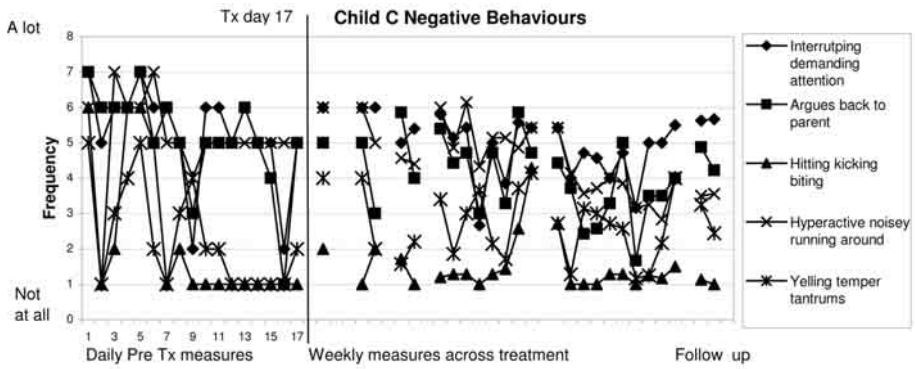 Tx day 17
Child C Negative Behaviours
A lot
8
7
6
5
4
3
2
1
0
Frequency
Not
at all
1 3 5 7 9 11 13 15 17
Daily Pre Tx measures
Weekly measures across treatment
Follow up
Interrutping
demanding
attention
Argues back to
parent
Hitting kicking
biting
Hyperactive noisey
running around
Yelling temper
tantrums